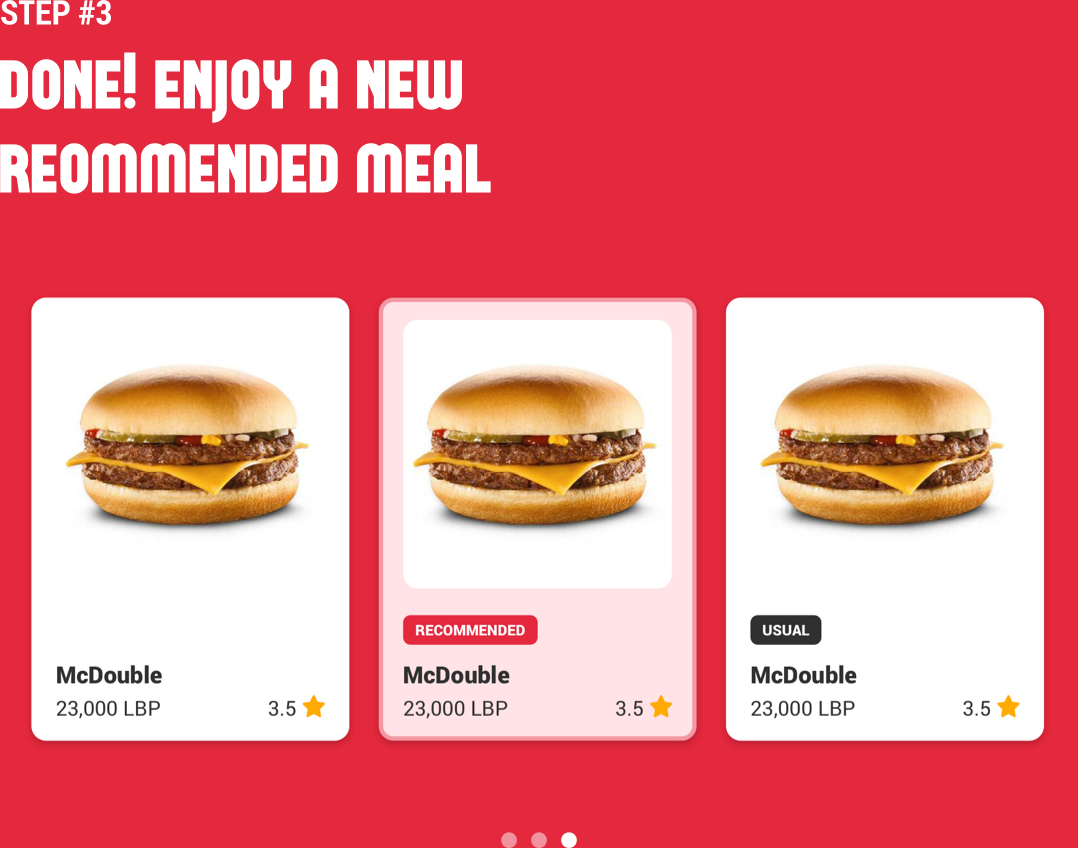 STEP #3
DONE! ENJOY A NEW
REOMMENDED MEAL
RECOMMENDED
USUAL
McDouble
McDouble
McDouble
23,000 LBP
3.5
23,000 LBP
3.5
23,000 LBP
3.5